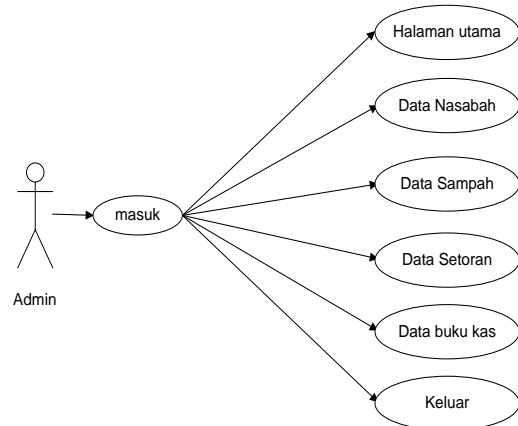 Halaman utama
Data Nasabah
Data Sampah
masuk
Data Setoran
Admin
Data buku kas
Keluar